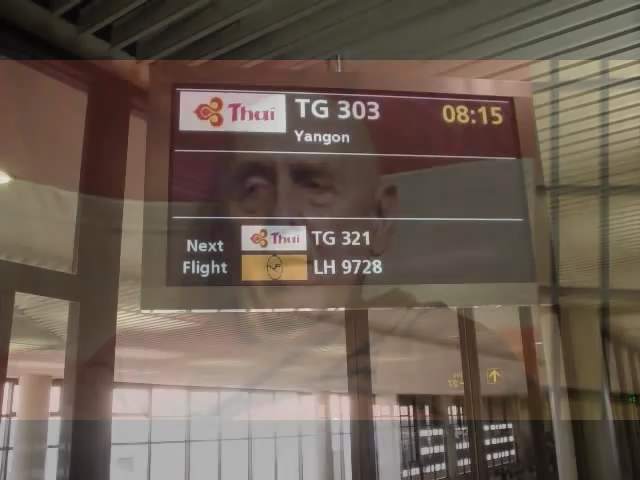 Thai TG 303 08:15
Yangon
Next Flight
Thai TG 321
LH 9728